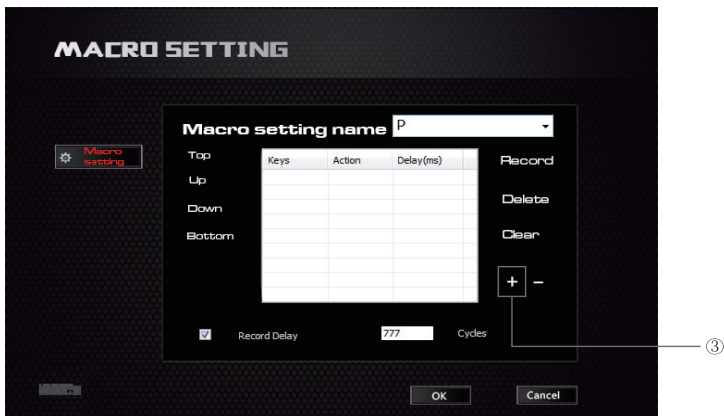 MACRO SETTING
Macro setting name P
Macro
setting
Top
Up
Down
Bottom
Keys Action Delay(ms)
Record
Delete
Clear
+ −
③
Record Delay 777 Cycles
OK Cancel